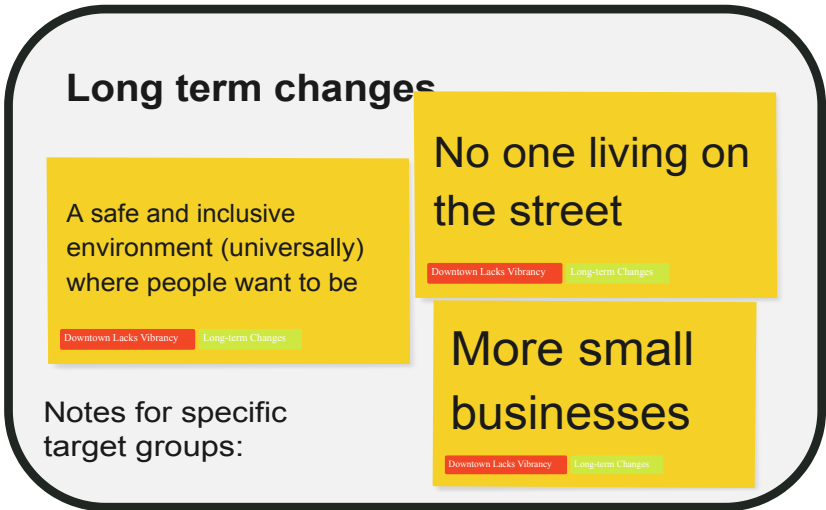 Long term changes
No one living on
the street
Downtown Lacks Vibrancy Long-term Changes
A safe and inclusive
environment (universally)
where people want to be
Downtown Lacks Vibrancy Long-term Changes
More small
businesses
Downtown Lacks Vibrancy Long-term Changes
Notes for specific
target groups: